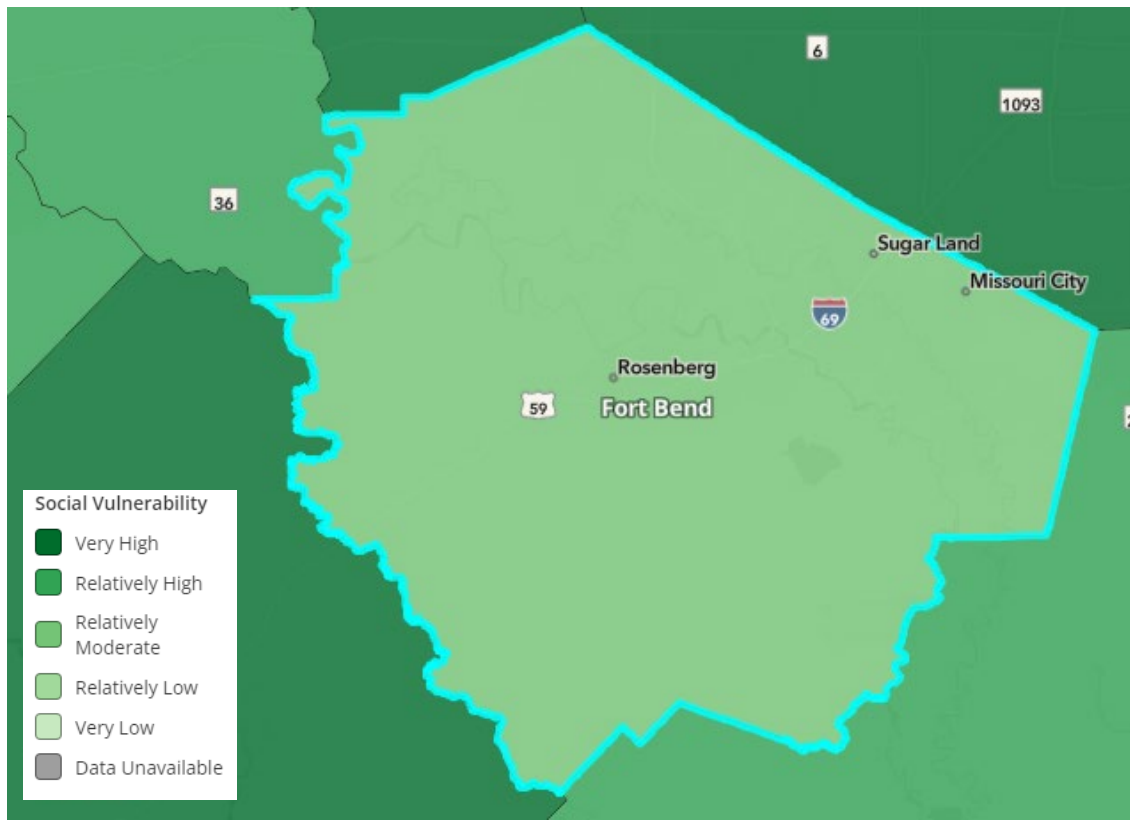 6
1093
36
Sugar Land
Missouri City
69
Rosenberg
59
Fort Bend
Social Vulnerability
Very High
Relatively High
Relatively
Moderate
Relatively Low
Very Low
Data Unavailable